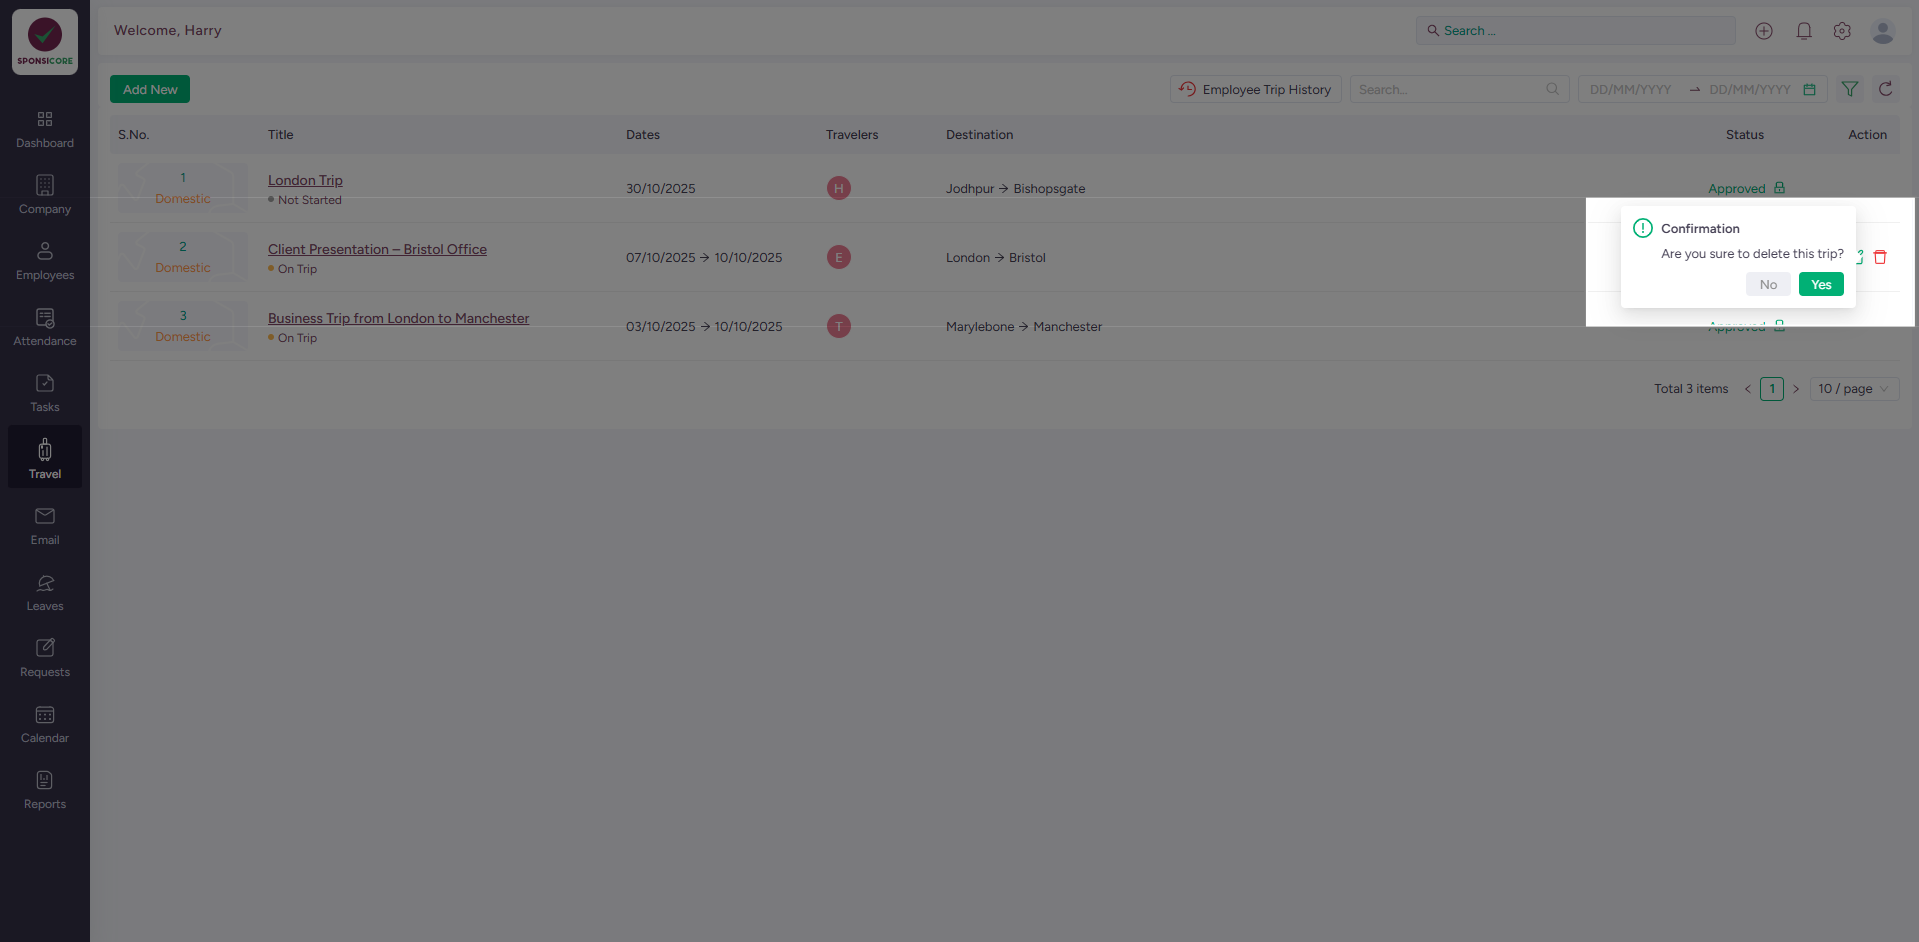 SPONSICORE
Welcome, Harry
Search ...
Add New
Employee Trip History
Search...
DD/MM/YYYY → DD/MM/YYYY
S.No. Title Dates Travelers Destination Status Action
1
Domestic
London Trip
Not Started
30/10/2025
H
Jodhpur → Bishopsgate
Approved
2
Domestic
Client Presentation – Bristol Office
On Trip
07/10/2025 → 10/10/2025
E
London → Bristol
Confirmation
Are you sure to delete this trip?
No Yes
3
Domestic
Business Trip from London to Manchester
On Trip
03/10/2025 → 10/10/2025
T
Marylebone → Manchester
Approved
Total 3 items < 1 > 10 / page
Dashboard
Company
Employees
Attendance
Tasks
Travel
Email
Leaves
Requests
Calendar
Reports